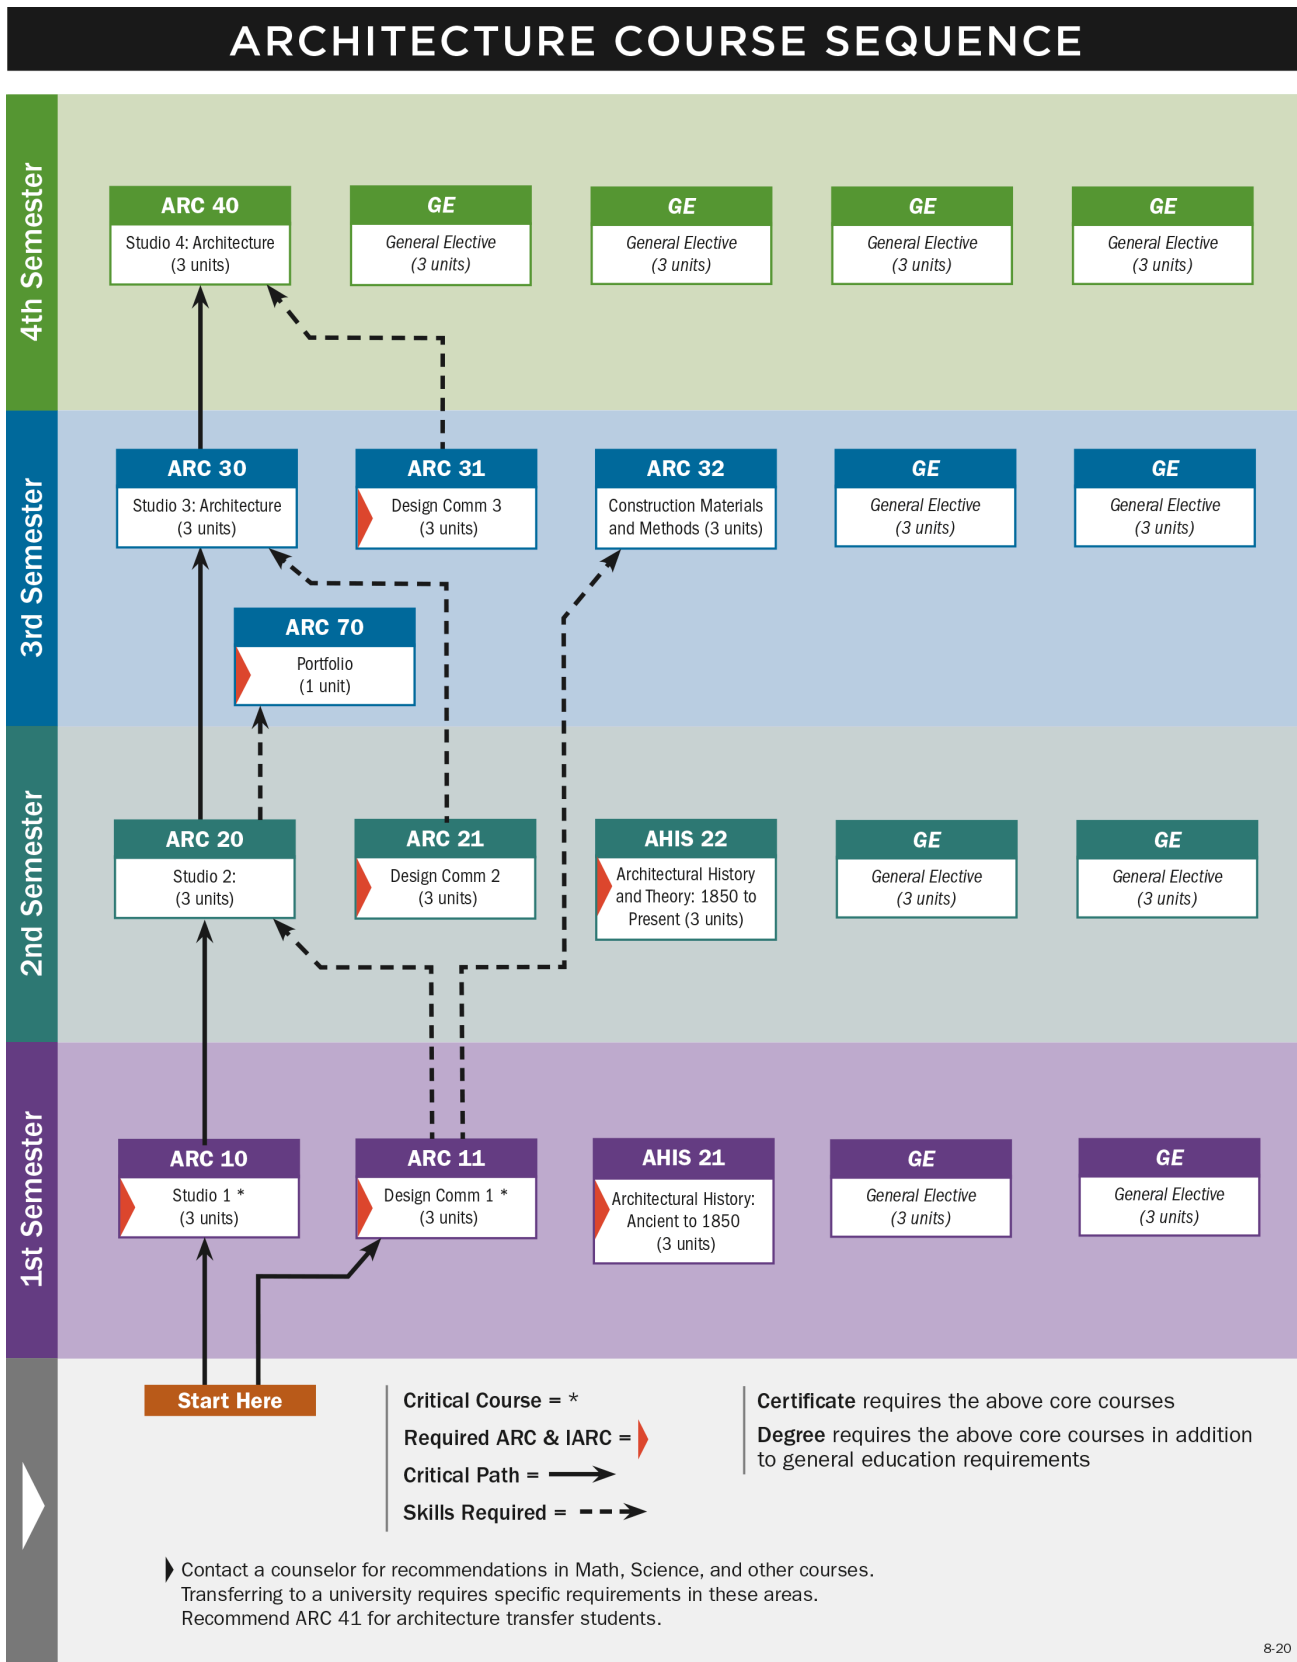 ARCHITECTURE COURSE SEQUENCE
4th Semester
ARC 40
Studio 4: Architecture
(3 units)
GE
General Elective
(3 units)
GE
General Elective
(3 units)
GE
General Elective
(3 units)
GE
General Elective
(3 units)
3rd Semester
ARC 30
Studio 3: Architecture
(3 units)
ARC 31
Design Comm 3
(3 units)
ARC 32
Construction Materials
and Methods (3 units)
GE
General Elective
(3 units)
GE
General Elective
(3 units)
ARC 70
Portfolio
(1 unit)
2nd Semester
ARC 20
Studio 2:
(3 units)
ARC 21
Design Comm 2
(3 units)
AHIS 22
Architectural History
and Theory: 1850 to
Present (3 units)
GE
General Elective
(3 units)
GE
General Elective
(3 units)
1st Semester
ARC 10
Studio 1 *
(3 units)
ARC 11
Design Comm 1 *
(3 units)
AHIS 21
Architectural History:
Ancient to 1850
(3 units)
GE
General Elective
(3 units)
GE
General Elective
(3 units)
Start Here
Critical Course = *
Required ARC & IARC =
Critical Path =
Skills Required =
Certificate requires the above core courses
Degree requires the above core courses in addition
to general education requirements
Contact a counselor for recommendations in Math, Science, and other courses.
Transferring to a university requires specific requirements in these areas.
Recommend ARC 41 for architecture transfer students.
8-20